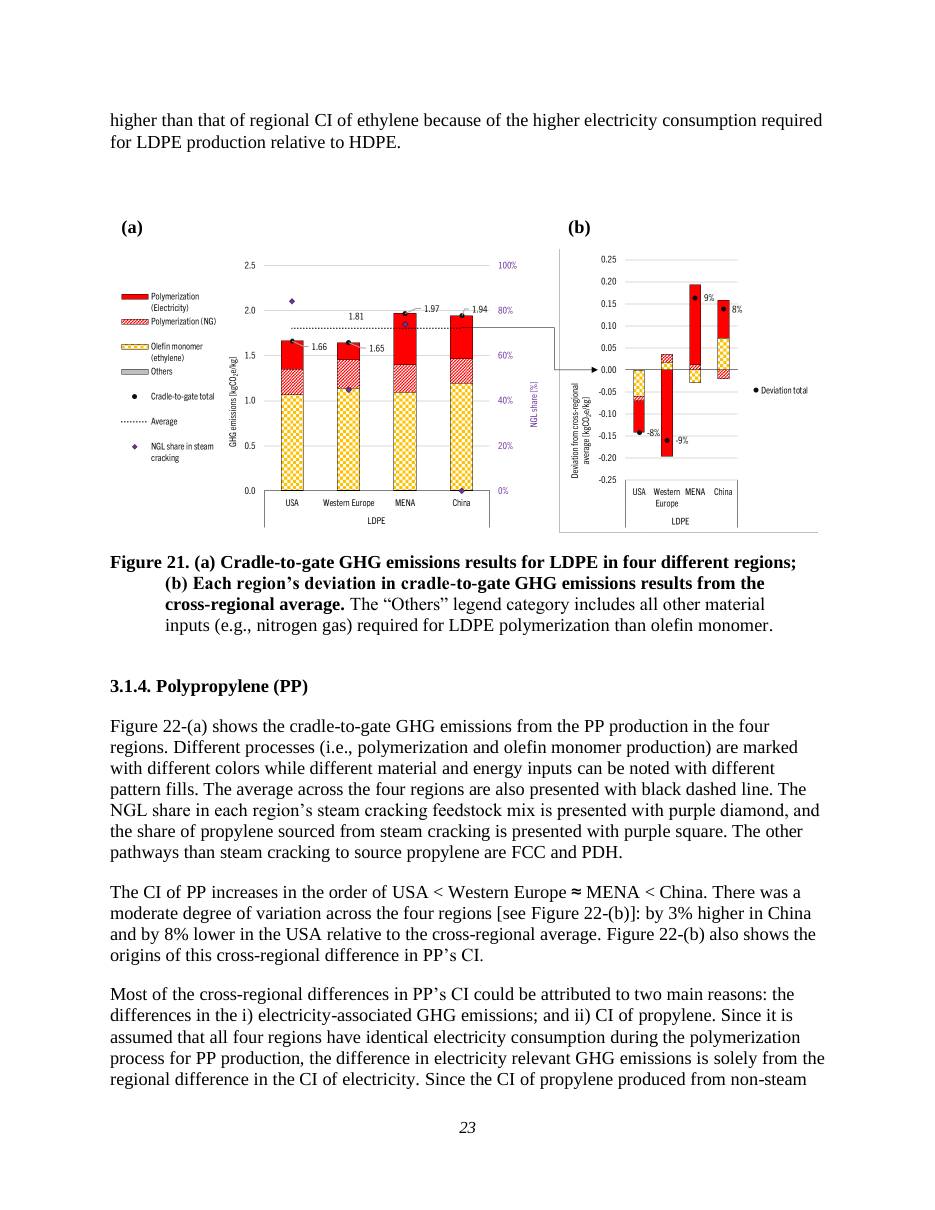 higher than that of regional CI of ethylene because of the higher electricity consumption required
for LDPE production relative to HDPE.
(a)
Polymerization
(Electricity)
Polymerization (NG)
Olefin monomer
(ethylene)
Others
Cradle-to-gate total
Average
NGL share in steam
cracking
GHG emissions [kgCO2e/kg]
2.5
2.0
1.5
1.0
0.5
0.0
1.66
1.81
1.65
1.97
1.94
100%
80%
60%
40%
20%
0%
NGL share [%]
USA Western Europe MENA China
LDPE
(b)
Deviation from cross-regional
average [kgCO2e/kg]
0.25
0.20
0.15
0.10
0.05
0.00
-0.05
-0.10
-0.15
-0.20
-0.25
-8%
-9%
9%
8%
Deviation total
USA Western MENA China
Europe
LDPE
Figure 21. (a) Cradle-to-gate GHG emissions results for LDPE in four different regions;
(b) Each region’s deviation in cradle-to-gate GHG emissions results from the
cross-regional average. The “Others” legend category includes all other material
inputs (e.g., nitrogen gas) required for LDPE polymerization than olefin monomer.
3.1.4. Polypropylene (PP)
Figure 22-(a) shows the cradle-to-gate GHG emissions from the PP production in the four
regions. Different processes (i.e., polymerization and olefin monomer production) are marked
with different colors while different material and energy inputs can be noted with different
pattern fills. The average across the four regions are also presented with black dashed line. The
NGL share in each region’s steam cracking feedstock mix is presented with purple diamond, and
the share of propylene sourced from steam cracking is presented with purple square. The other
pathways than steam cracking to source propylene are FCC and PDH.
The CI of PP increases in the order of USA < Western Europe ≈ MENA < China. There was a
moderate degree of variation across the four regions [see Figure 22-(b)]: by 3% higher in China
and by 8% lower in the USA relative to the cross-regional average. Figure 22-(b) also shows the
origins of this cross-regional difference in PP’s CI.
Most of the cross-regional differences in PP’s CI could be attributed to two main reasons: the
differences in the i) electricity-associated GHG emissions; and ii) CI of propylene. Since it is
assumed that all four regions have identical electricity consumption during the polymerization
process for PP production, the difference in electricity relevant GHG emissions is solely from the
regional difference in the CI of electricity. Since the CI of propylene produced from non-steam
23